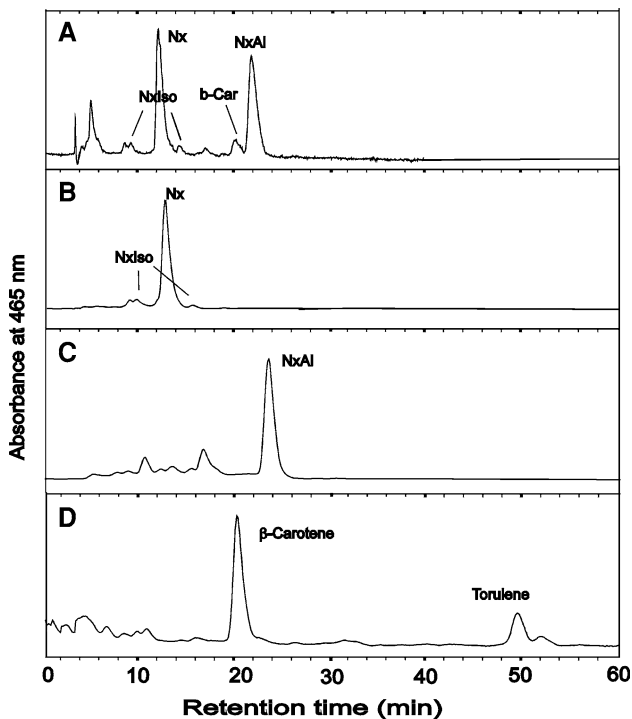 A
Nx
NxAl
NxIso
b-Car
B
Nx
NxIso
C
NxAl
D
β-Carotene
Torulene
Absorbance at 465 nm
0 10 20 30 40 50 60
Retention time (min)